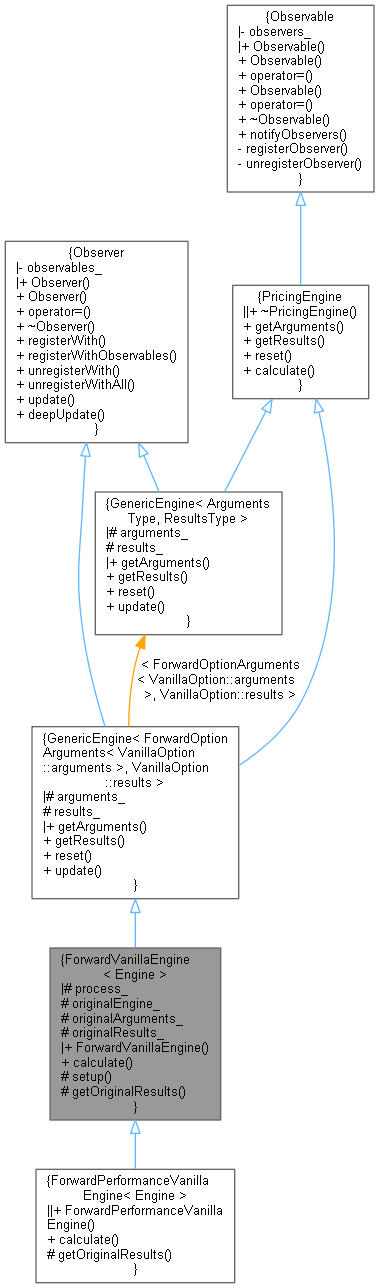 {Observable
|- observers_
|+ Observable()
+ Observable()
+ operator=()
+ Observable()
+ operator=()
+ ~Observable()
+ notifyObservers()
- registerObserver()
- unregisterObserver()
}
{Observer
|- observables_
|+ Observer()
+ Observer()
+ operator=()
+ ~Observer()
+ registerWith()
+ registerWithObservables()
+ unregisterWith()
+ unregisterWithAll()
+ update()
+ deepUpdate()
}
{PricingEngine
||+ ~PricingEngine()
+ getArguments()
+ getResults()
+ reset()
+ calculate()
}
{GenericEngine< Arguments
Type, ResultsType >
|# arguments_
# results_
|+ getArguments()
+ getResults()
+ reset()
+ update()
}
< ForwardOptionArguments
< VanillaOption::arguments
>, VanillaOption::results >
{GenericEngine< ForwardOption
Arguments< VanillaOption
::arguments >, VanillaOption
::results >
|# arguments_
# results_
|+ getArguments()
+ getResults()
+ reset()
+ update()
}
{ForwardVanillaEngine
< Engine >
|# process_
# originalEngine_
# originalArguments_
# originalResults_
|+ ForwardVanillaEngine()
+ calculate()
# setup()
# getOriginalResults()
}
{ForwardPerformanceVanilla
Engine< Engine >
||+ ForwardPerformanceVanilla
Engine()
+ calculate()
# getOriginalResults()
}